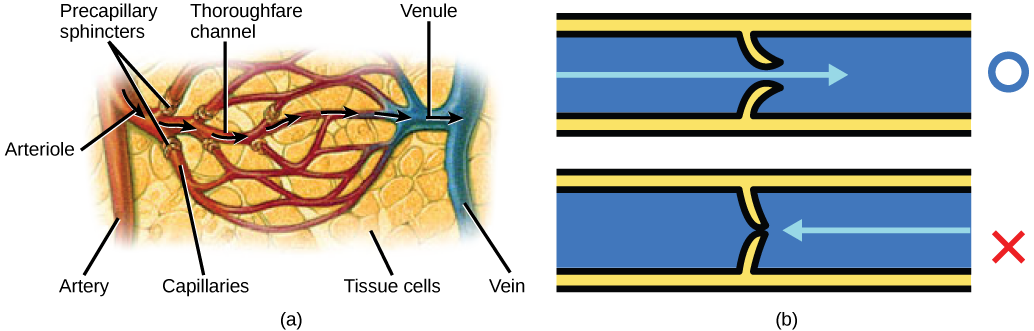 Precapillary
sphincters
Thoroughfare
channel
Venule
Arteriole
Artery
Capillaries
Tissue cells
Vein
(a)
(b)